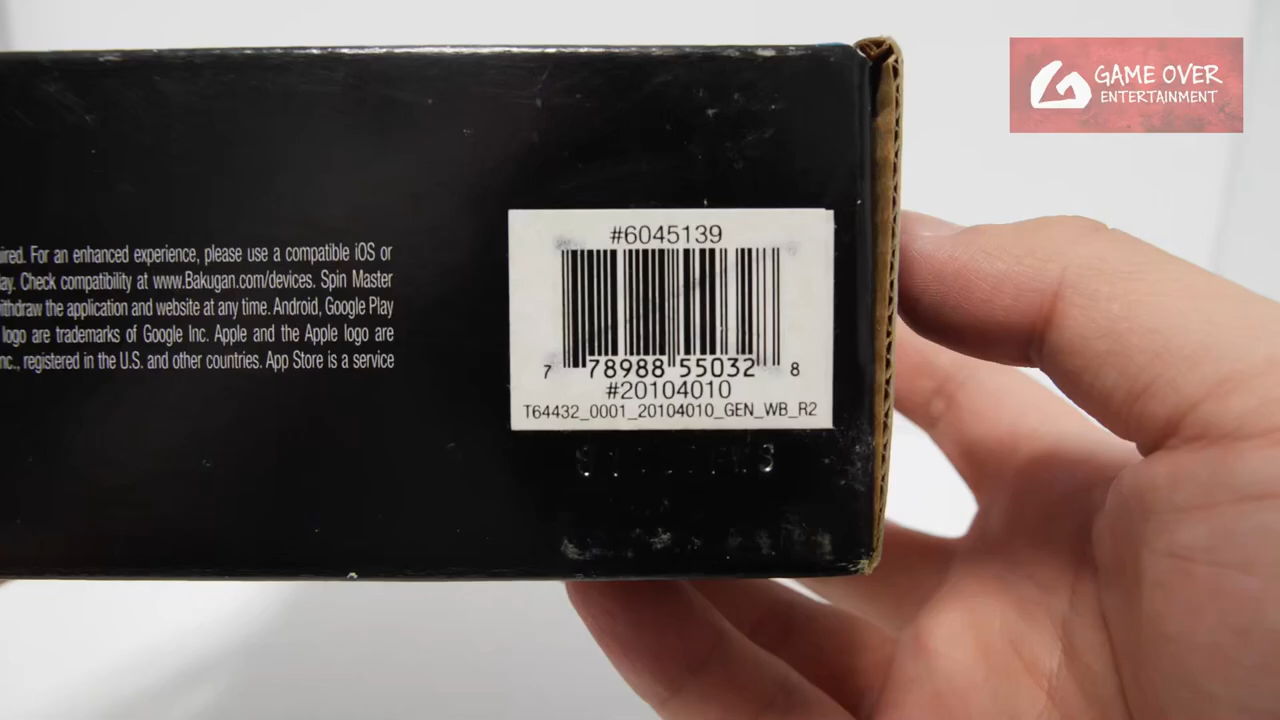 GAME OVER
ENTERTAINMENT
ired. For an enhanced experience, please use a compatible iOS or
lay. Check compatibility at www.Bakugan.com/devices. Spin Master
ithdraw the application and website at any time. Android, Google Play
logo are trademarks of Google Inc. Apple and the Apple logo are
nc., registered in the U.S. and other countries. App Store is a service
#6045139
7 78988 55032 8
#20104010
T64432_0001_20104010_GEN_WB_R2